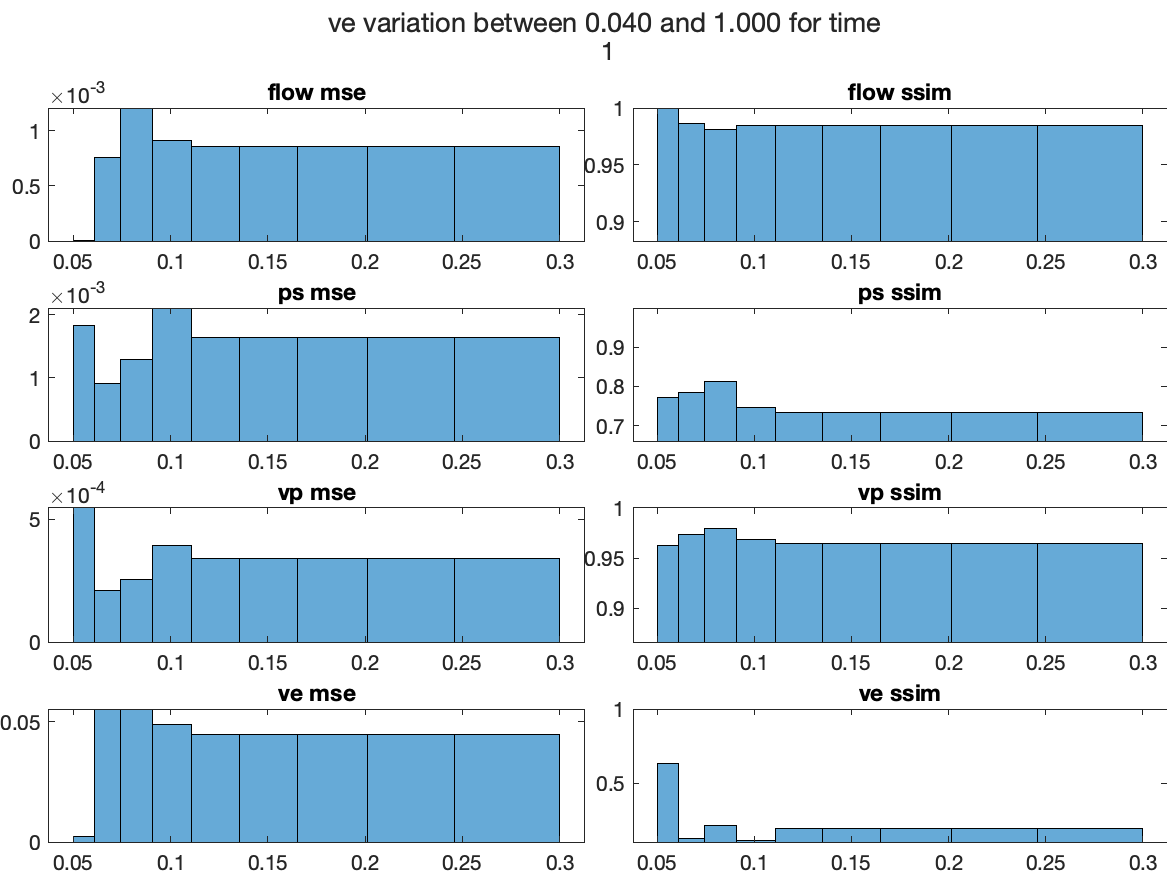 ve variation between 0.040 and 1.000 for time
1
flow mse
×10-3
1
0.5
0
0.05 0.1 0.15 0.2 0.25 0.3
flow ssim
1
0.95
0.9
0.05 0.1 0.15 0.2 0.25 0.3
ps mse
×10-3
2
1
0
0.05 0.1 0.15 0.2 0.25 0.3
ps ssim
0.9
0.8
0.7
0.05 0.1 0.15 0.2 0.25 0.3
vp mse
×10-4
5
0
0.05 0.1 0.15 0.2 0.25 0.3
vp ssim
1
0.95
0.9
0.05 0.1 0.15 0.2 0.25 0.3
ve mse
0.05
0
0.05 0.1 0.15 0.2 0.25 0.3
ve ssim
1
0.5
0.05 0.1 0.15 0.2 0.25 0.3